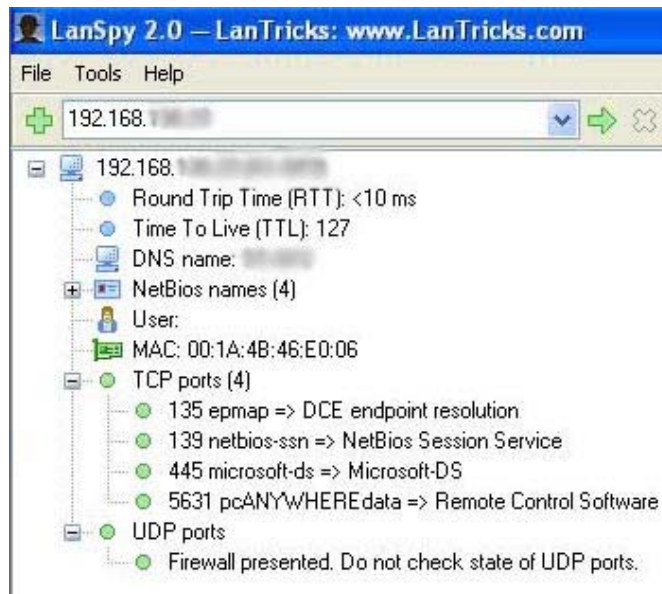 LanSpy 2.0 — LanTricks: www.LanTricks.com
File Tools Help
192.168.
192.168.
Round Trip Time (RTT): <10 ms
Time To Live (TTL): 127
DNS name:
NetBios names (4)
User:
MAC: 00:1A:4B:46:E0:06
TCP ports (4)
135 epmap => DCE endpoint resolution
139 netbios-ssn => NetBios Session Service
445 microsoft-ds => Microsoft-DS
5631 pcANYWHEREdata => Remote Control Software
UDP ports
Firewall presented. Do not check state of UDP ports.